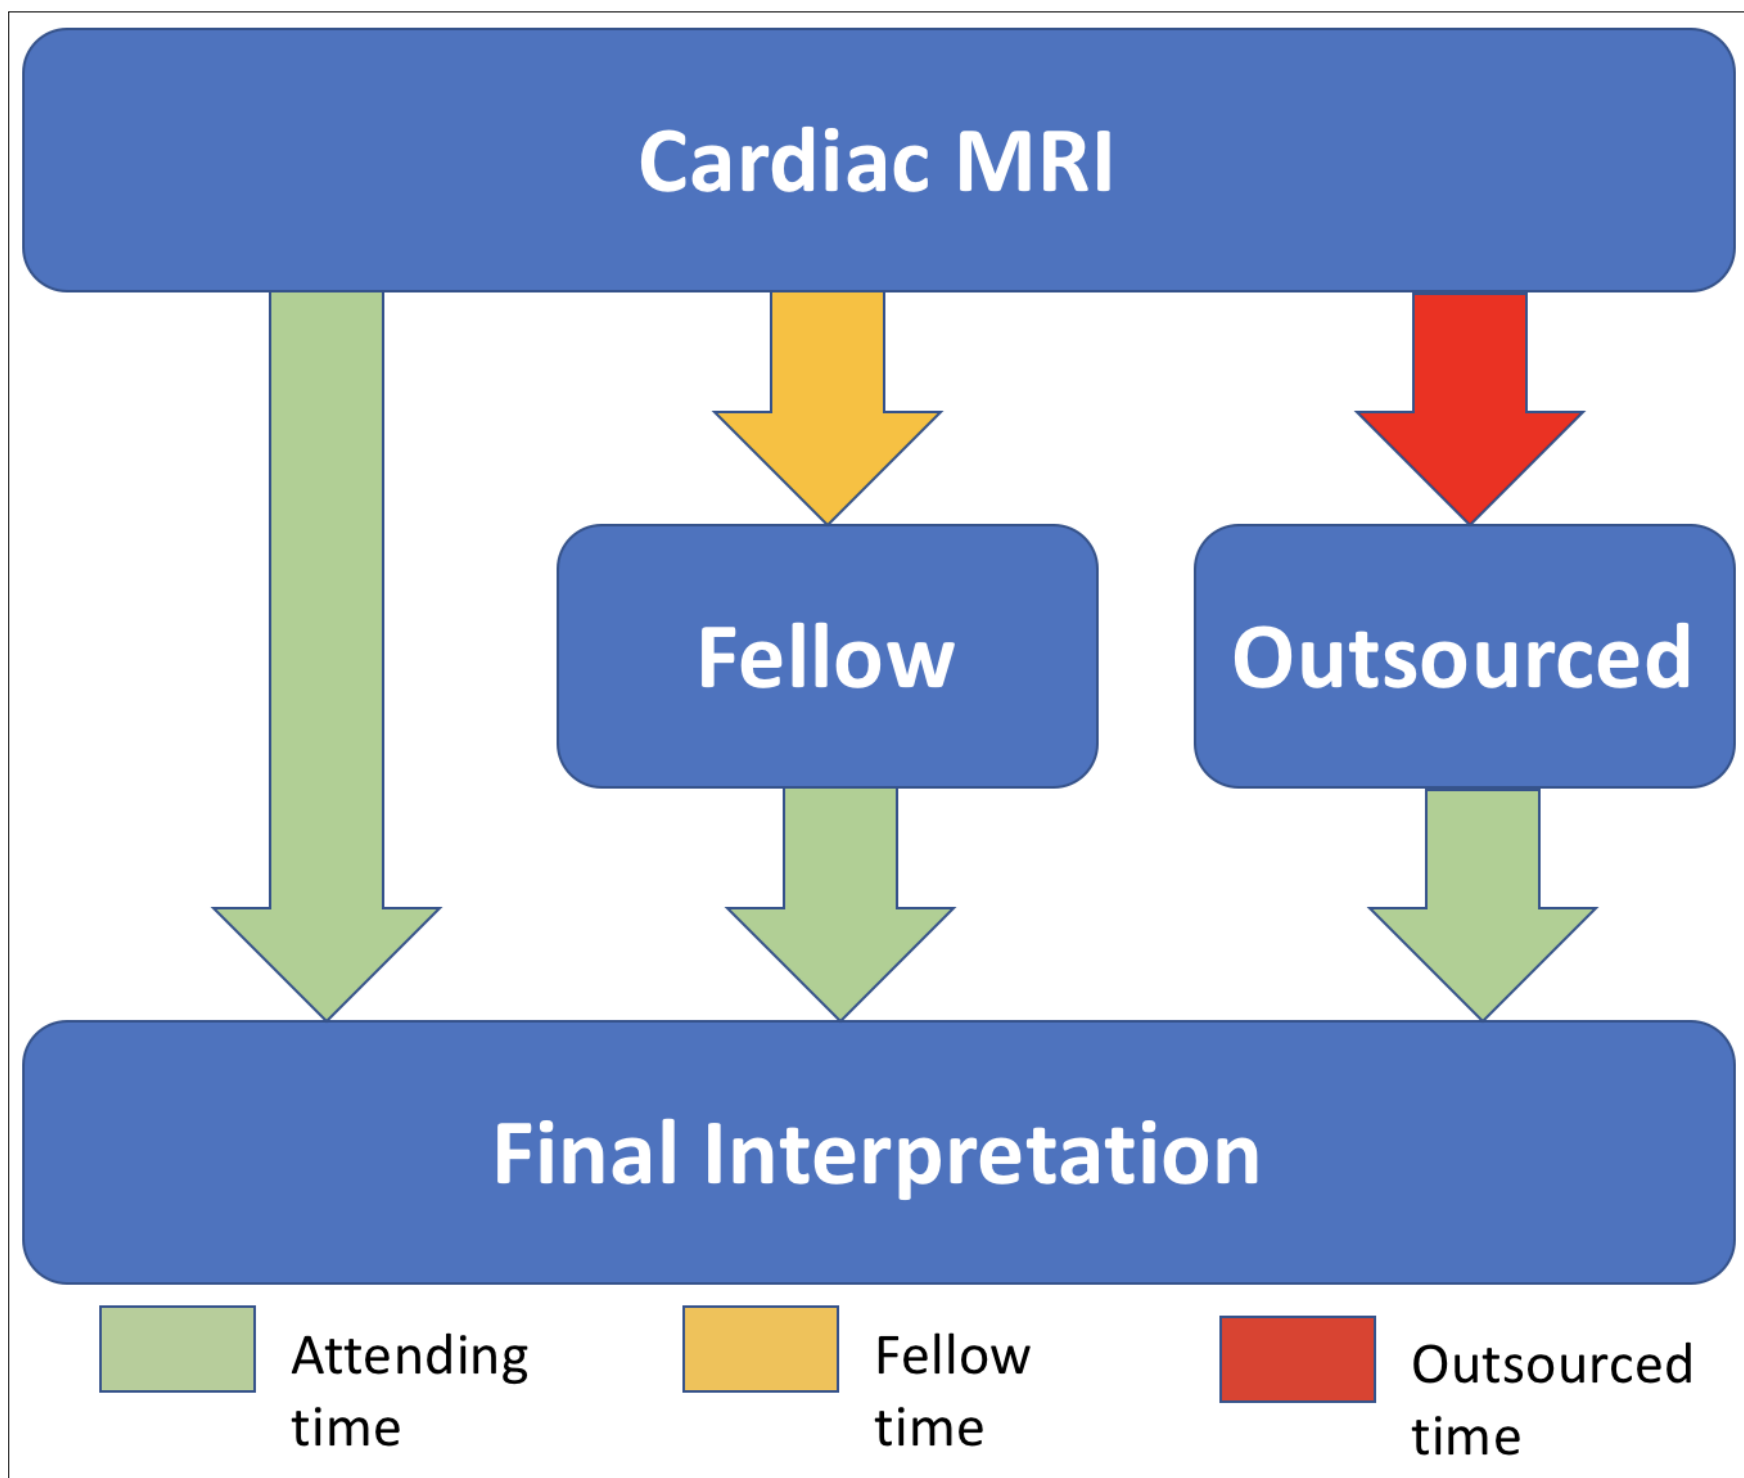 Cardiac MRI
Fellow
Outsourced
Final Interpretation
Attending
time
Fellow
time
Outsourced
time